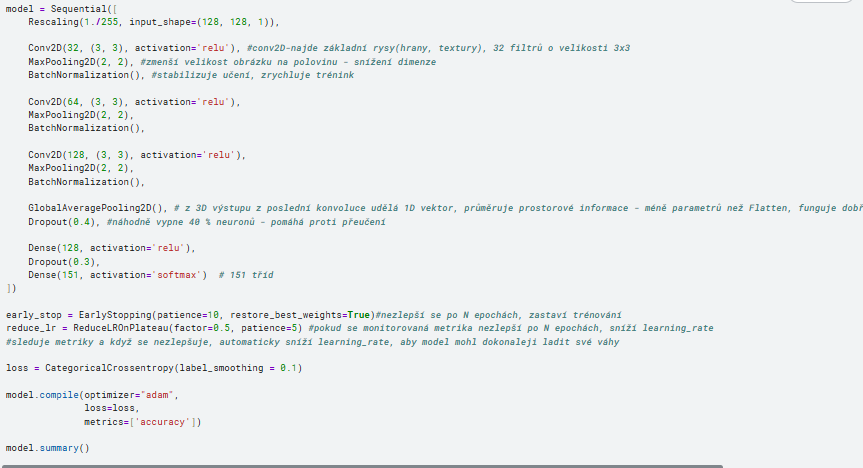 model = Sequential([
    Rescaling(1./255, input_shape=(128, 128, 1)),
    Conv2D(32, (3, 3), activation='relu'), #conv2D-najde základní rysy(hrany, textury), 32 filtrů o velikosti 3x3
    MaxPooling2D(2, 2), #zmenší velikost obrázku na polovinu - snížení dimenze
    BatchNormalization(), #stabilizuje učení, zrychluje trénink
    Conv2D(64, (3, 3), activation='relu'),
    MaxPooling2D(2, 2),
    BatchNormalization(),
    Conv2D(128, (3, 3), activation='relu'),
    MaxPooling2D(2, 2),
    BatchNormalization(),
    GlobalAveragePooling2D(), # z 3D výstupu z poslední konvoluce udělá 1D vektor, průměruje prostorové informace - méně parametrů než Flatten, funguje
    Dropout(0.4), #náhodně vypne 40 % neuronů - pomáhá proti přeučení
    Dense(128, activation='relu'),
    Dropout(0.3),
    Dense(151, activation='softmax')  # 151 tříd
])
early_stop = EarlyStopping(patience=10, restore_best_weights=True)#nezlepší se po N epochách, zastaví trénování
reduce_lr = ReduceLROnPlateau(factor=0.5, patience=5) #pokud se monitorovaná metrika nezlepší po N epochách, sníží learning_rate
#sleduje metriky a když se nezlepšuje, automaticky sníží learning_rate, aby model mohl dokonaleji ladit své váhy
loss = CategoricalCrossentropy(label_smoothing = 0.1)
model.compile(optimizer="adam",
              loss=loss,
              metrics=['accuracy'])
model.summary()